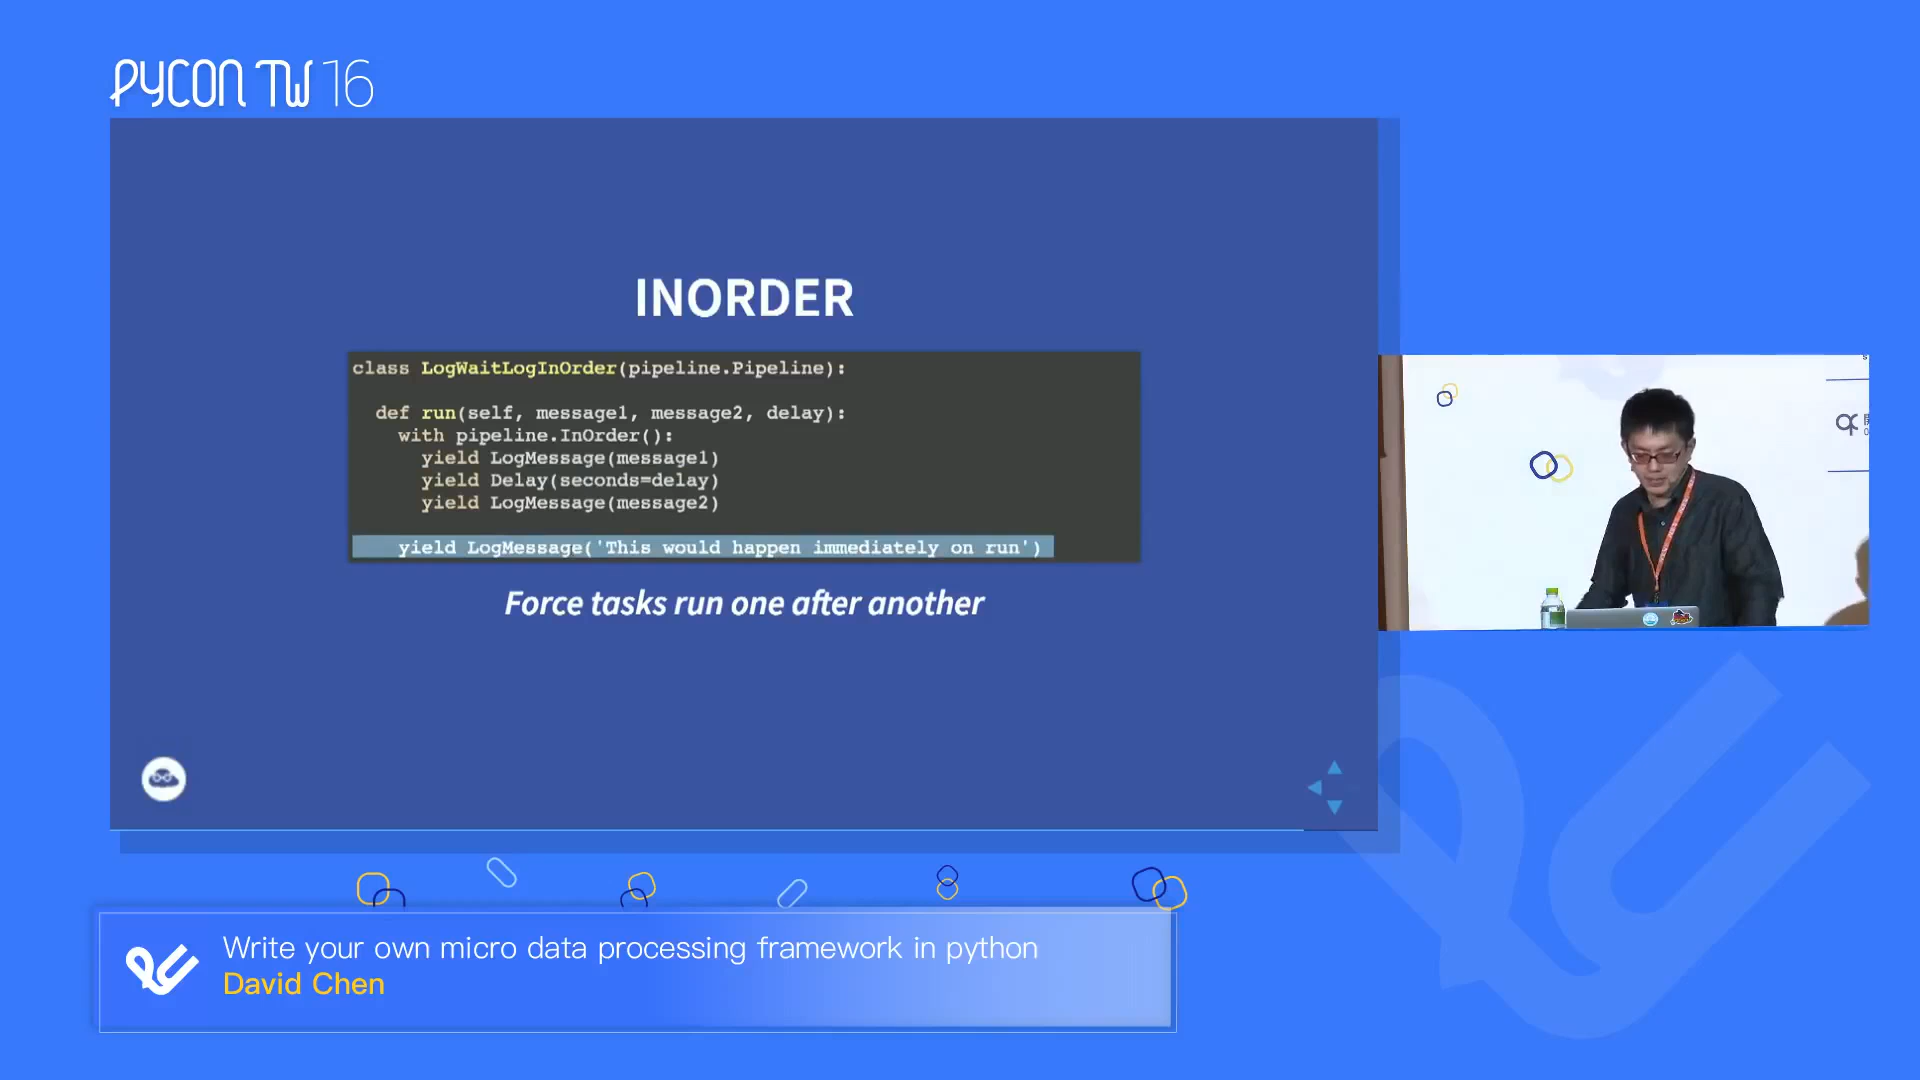 PYCON TW 16
INORDER
class LogWaitLogInOrder(pipeline.Pipeline):
def run(self, message1, message2, delay):
with pipeline.InOrder():
yield LogMessage(message1)
yield Delay(seconds=delay)
yield LogMessage(message2)
yield LogMessage('This would happen immediately on run')
Force tasks run one after another
Write your own micro data processing framework in python
David Chen